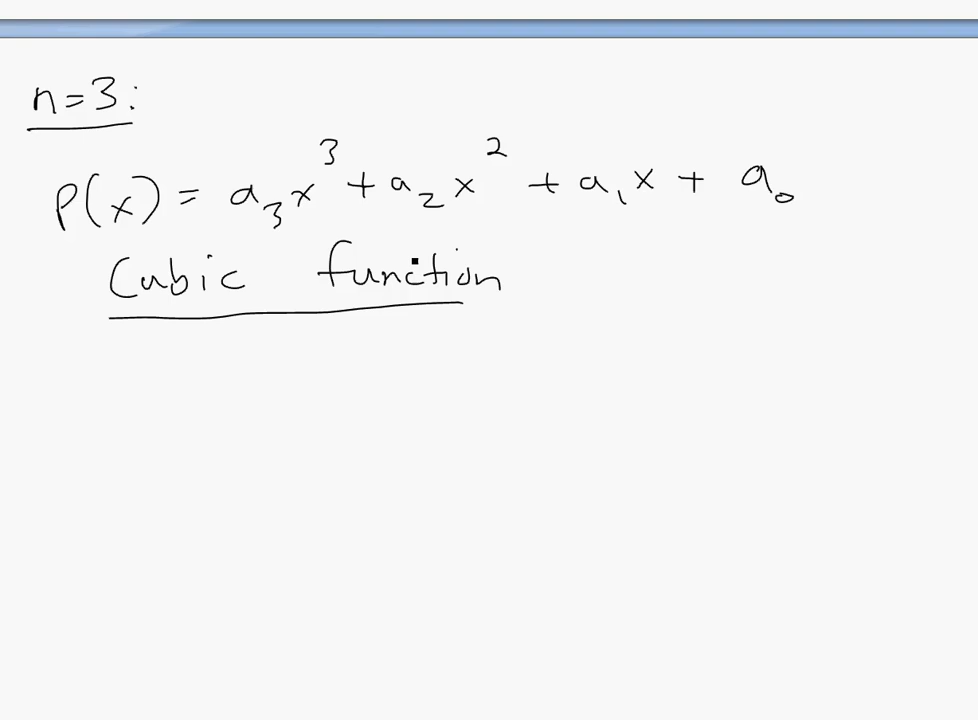 n=3:
P(x) = a₃x³ + a₂x² + a₁x + a₀
Cubic function